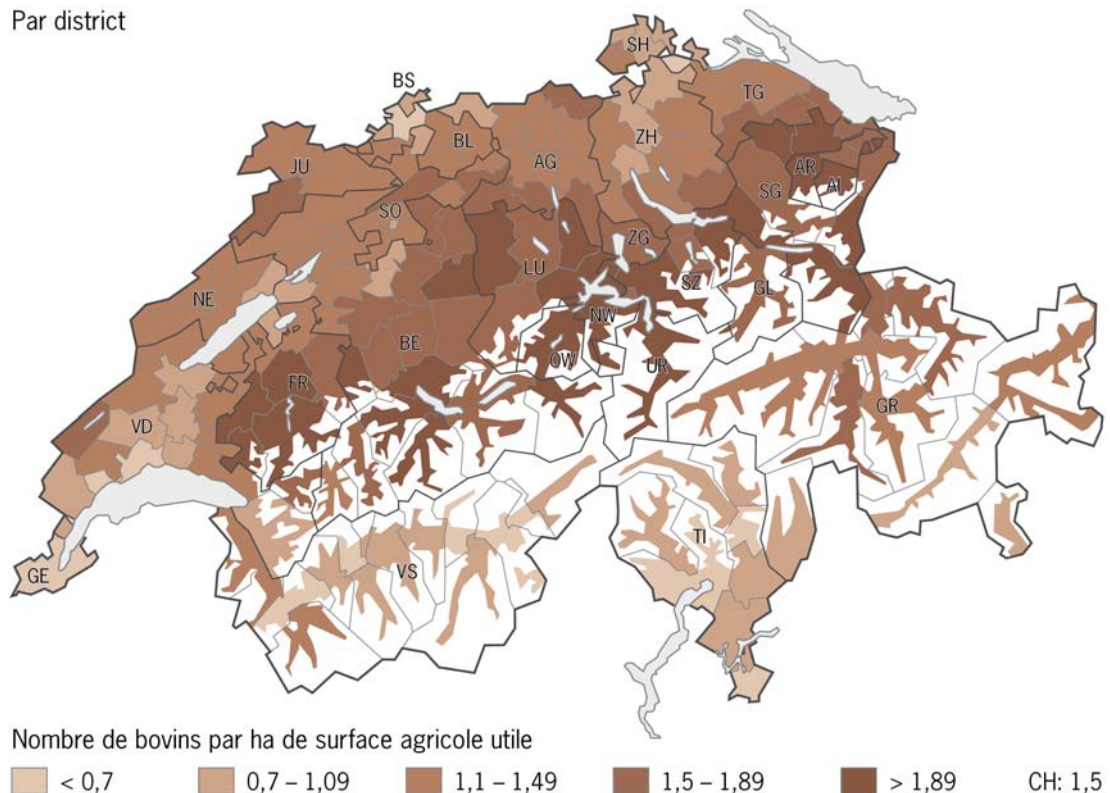 Par district
SH
BS
TG
BL
ZH
JU
AG
AR
AI
SG
SO
ZG
LU
SZ
NE
GL
NW
BE
OW
UR
FR
GR
VD
TI
VS
GE
Nombre de bovins par ha de surface agricole utile
< 0,7 0,7 – 1,09 1,1 – 1,49 1,5 – 1,89 > 1,89 CH: 1,5